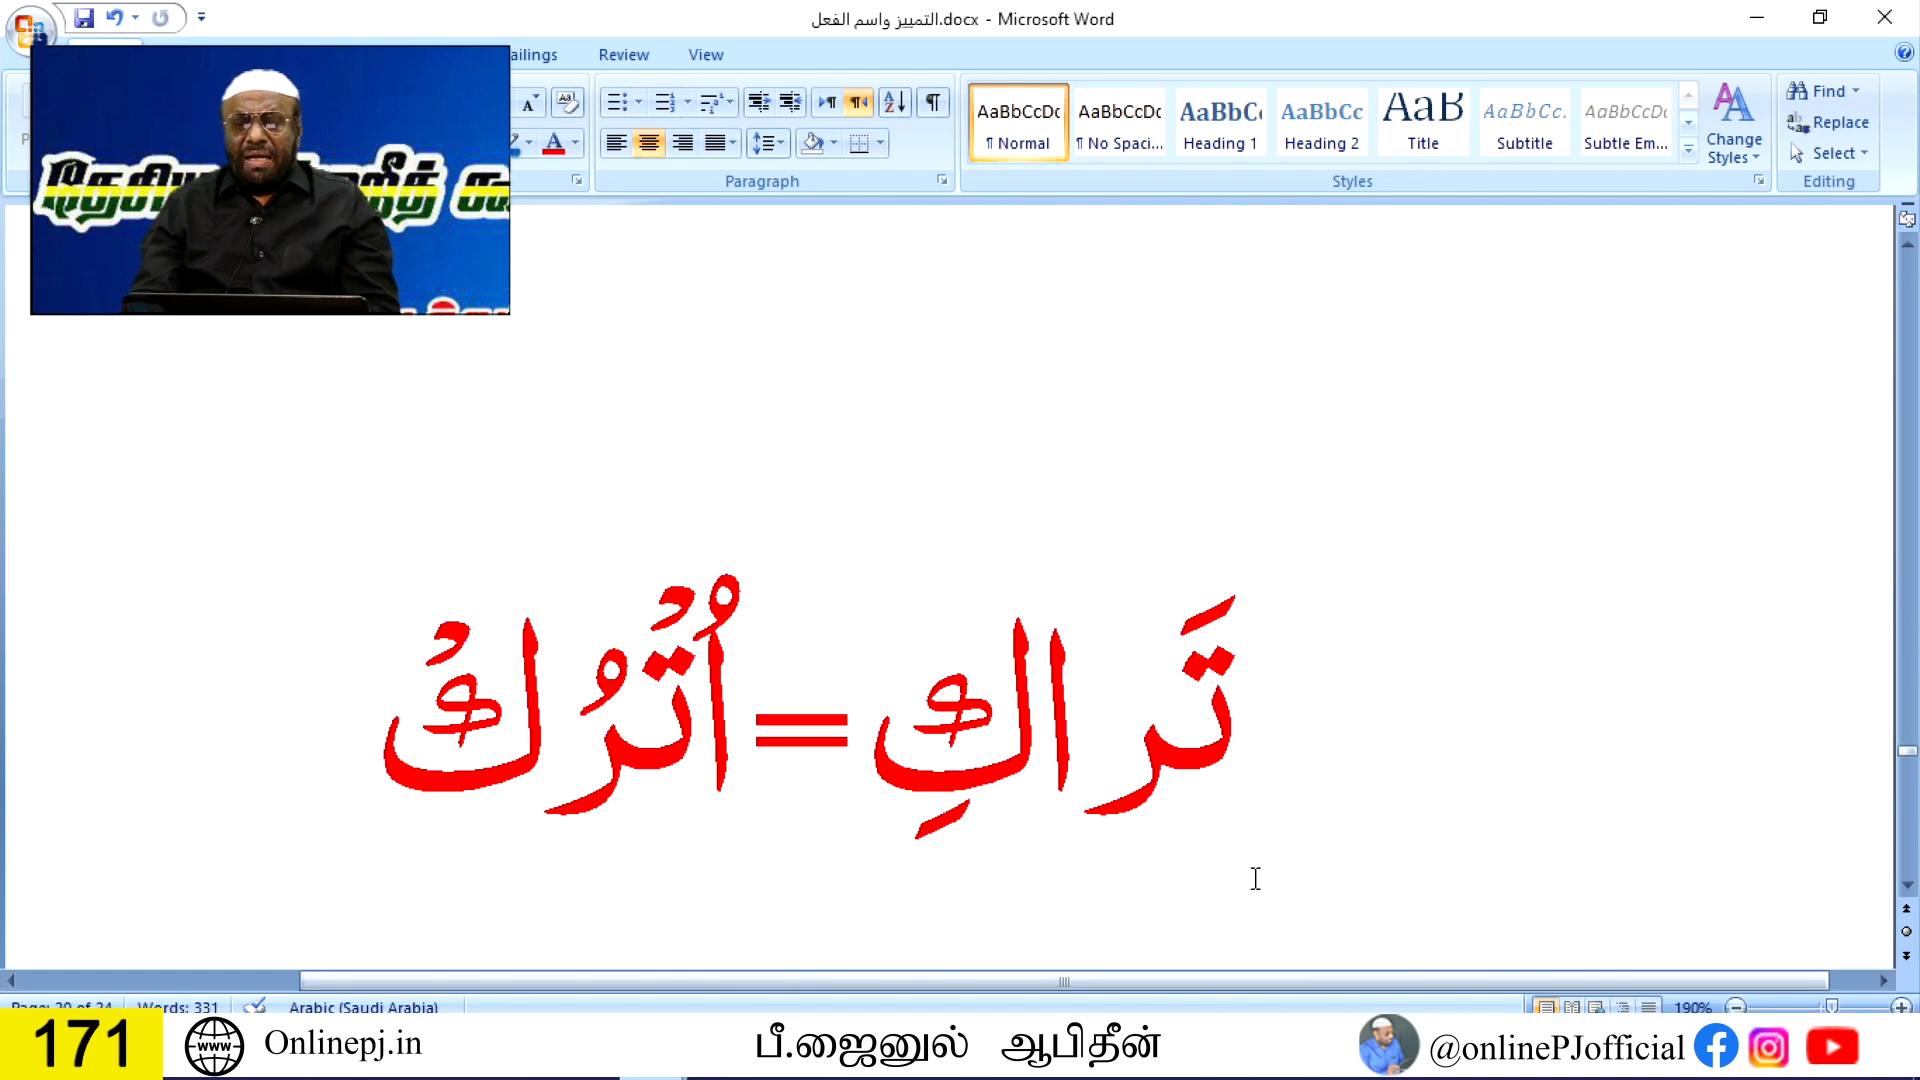 التمييز واسم الفعل.docx - Microsoft Word
ailings Review View
Find
Replace
Select
Editing
AaBbCcDc AaBbCcDc AaBbC AaBbCc AaB AaBbCc. AaBbCcDc
¶ Normal ¶ No Spaci... Heading 1 Heading 2 Title Subtitle Subtle Em...
Change Styles
Paragraph Styles
تَراكِ=اُتْرُكْ
Words: 331 Arabic (Saudi Arabia) 190%
171 www Onlinepj.in பீ.ஜைனுல் ஆபிதீன் @onlinePJofficial